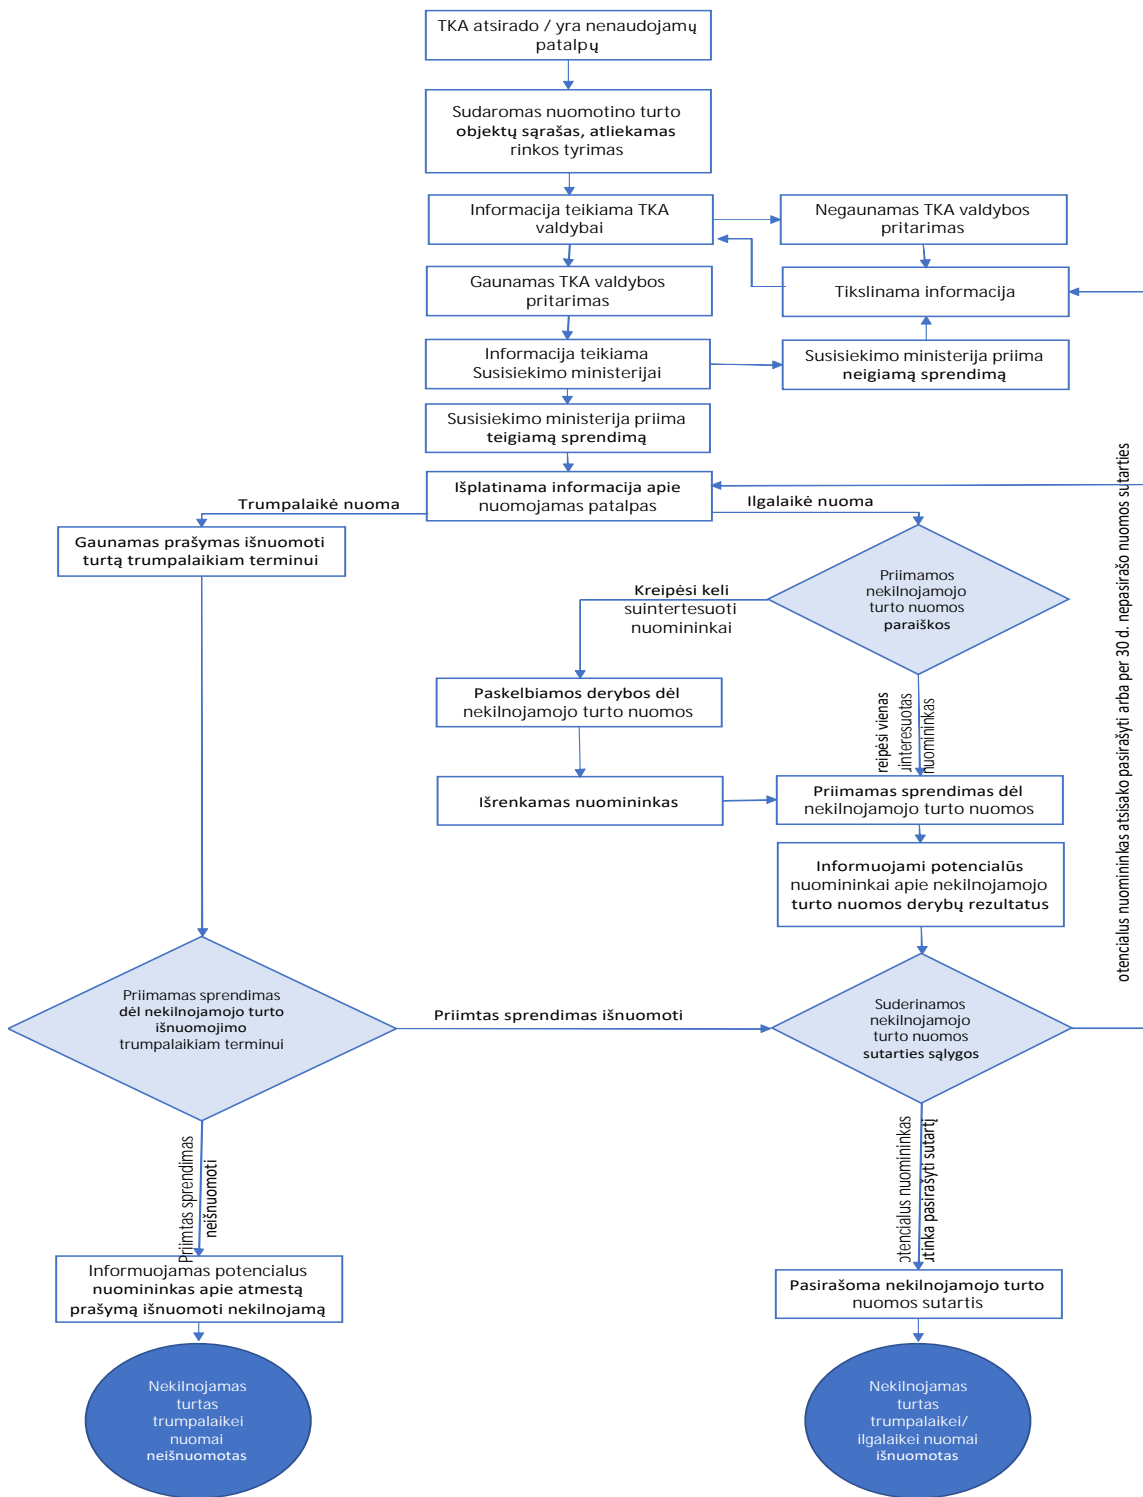 TKA atsirado / yra nenaudojamų
patalpų
Sudaromas nuomotino turto
objektų sąrašas, atliekamas
rinkos tyrimas
Informacija teikiama TKA
valdybai
Negaunamas TKA valdybos
pritarimas
Gaunamas TKA valdybos
pritarimas
Tikslinama informacija
Informacija teikiama
Susisiekimo ministerijai
Susisiekimo ministerija priima
neigiamą sprendimą
Susisiekimo ministerija priima
teigiamą sprendimą
Išplatinama informacija apie
nuomojamas patalpas
Trumpalaikė nuoma
Ilgalaikė nuoma
Gaunamas prašymas išnuomoti
turtą trumpalaikiam terminui
Priimamos
nekilnojamojo
turto nuomos
paraiškos
Kreipėsi keli
suintertesuoti
nuomininkai
Paskelbiamos derybos dėl
nekilnojamojo turto nuomos
reipėsi vienas
interesuotas
nuomininkas
Išrenkamas nuomininkas
Priimamas sprendimas dėl
nekilnojamojo turto nuomos
Informuojami potencialūs
nuomininkai apie nekilnojamojo
turto nuomos derybų rezultatus
otencialus nuomininkas atsisako pasirašyti arba per 30 d. nepasirašo nuomos sutarties
Priimamas sprendimas
dėl nekilnojamojo turto
išnuomojimo
trumpalaikiam terminui
Priimtas sprendimas išnuomoti
Suderinamos
nekilnojamojo
turto nuomos
sutarties sąlygos
Priimtas sprendimas
neišnuomoti
otencialus nuomininkas
utinka pasirašyti sutartį
Informuojamas potencialus
nuomininkas apie atmestą
prašymą išnuomoti nekilnojamą
Pasirašoma nekilnojamojo turto
nuomos sutartis
Nekilnojamas
turtas
trumpalaikei
nuomai
neišnuomotas
Nekilnojamas
turtas
trumpalaikei/
ilgalaikei nuomai
išnuomotas